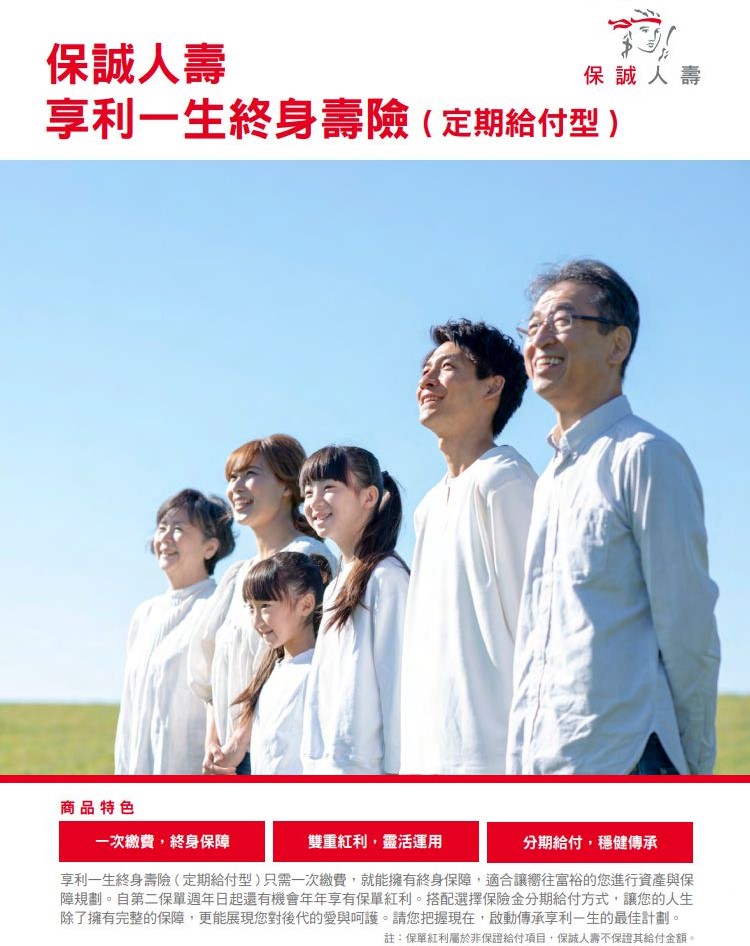 保誠人壽
享利一生終身壽險(定期給付型)
保誠人壽
商品特色
一次繳費，終身保障
雙重紅利，靈活運用
分期給付，穩健傳承
享利一生終身壽險(定期給付型)只需一次繳費，就能擁有終身保障，適合讓嚮往富裕的您進行資產與保
障規劃。自第二保單週年日起還有機會年年享有保單紅利。搭配選擇保險金分期給付方式，讓您的人生
除了擁有完整的保障，更能展現您對後代的愛與呵護。請您把握現在，啟動傳承享利一生的最佳計劃。
註：保單紅利屬於非保證給付項目，保誠人壽不保證其給付金額。